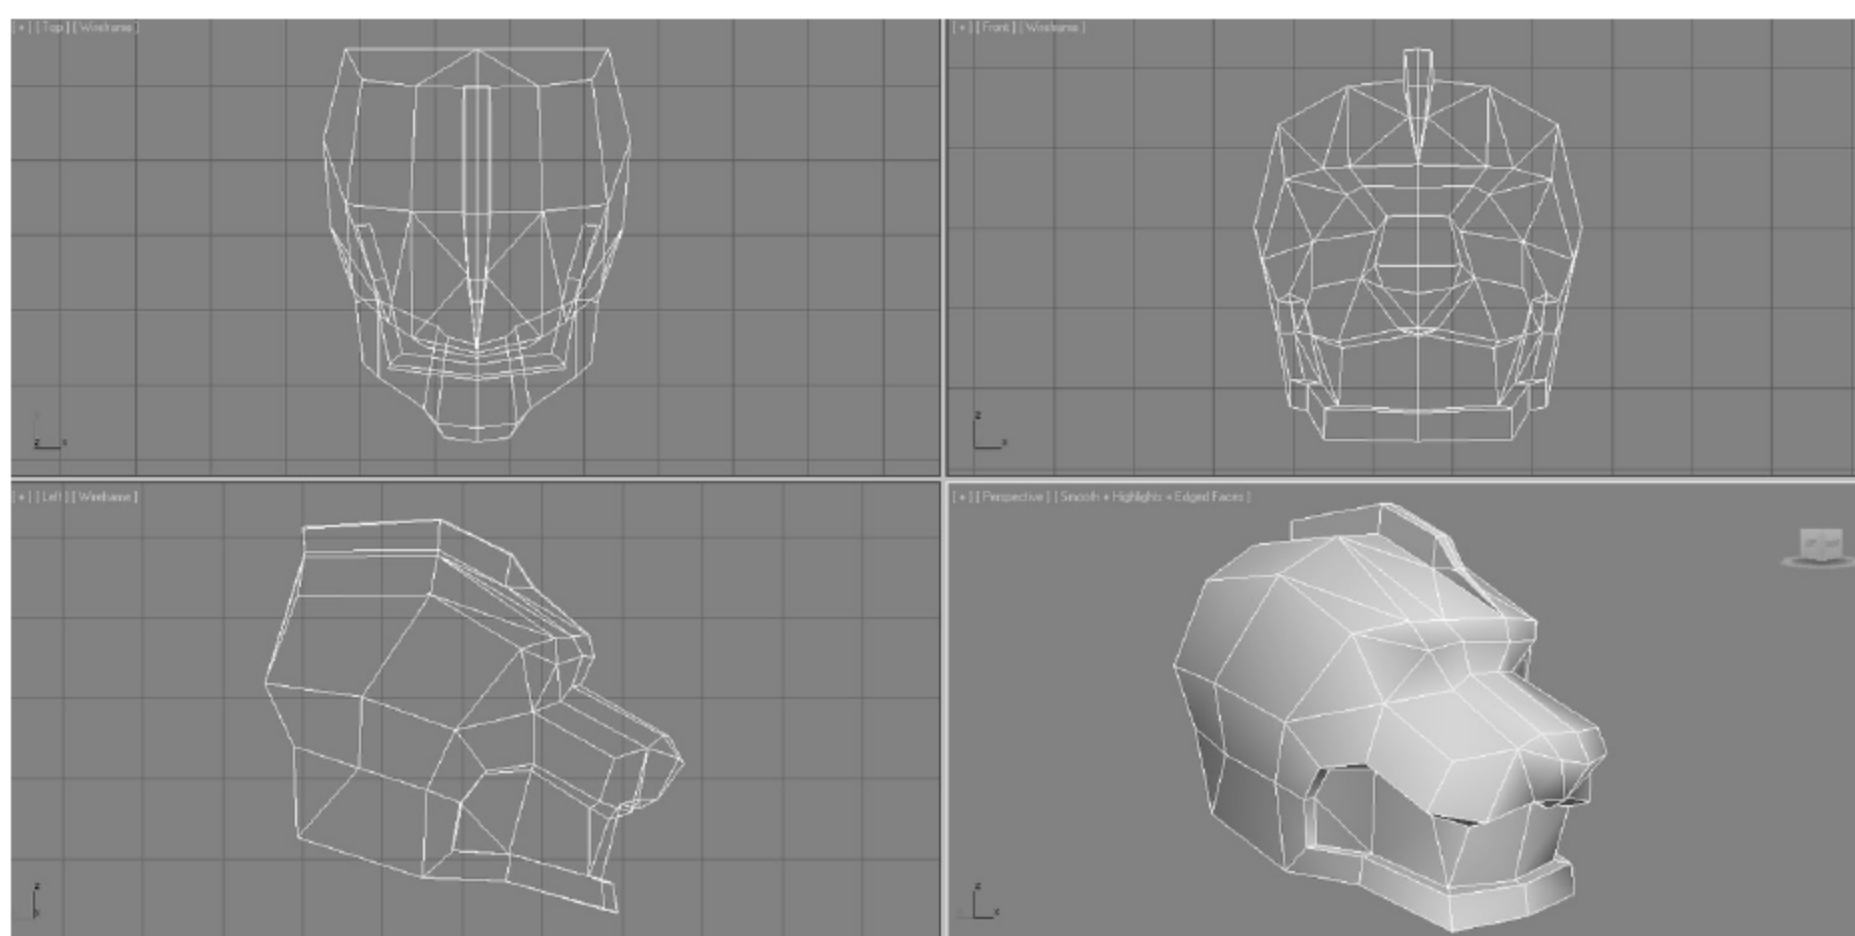 [ + ] [ Top ] [ Wireframe ]
[ + ] [ Front ] [ Wireframe ]
[ + ] [ Left ] [ Wireframe ]
[ + ] [ Perspective ] [ Smooth + Highlights + Edged Faces ]